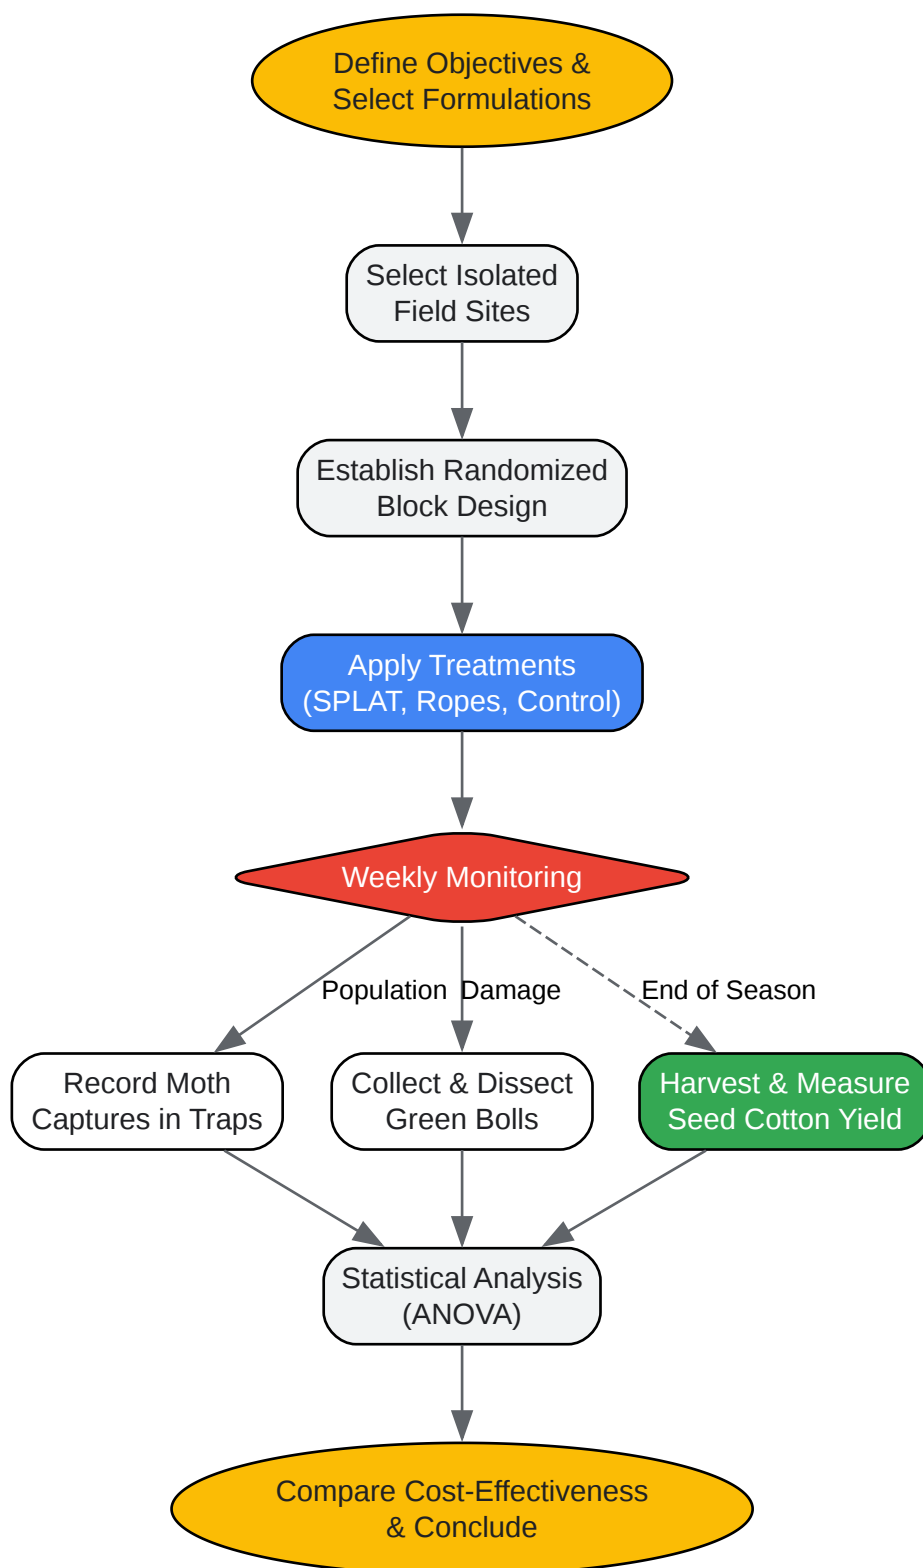 Define Objectives &
Select Formulations
Select Isolated
Field Sites
Establish Randomized
Block Design
Apply Treatments
(SPLAT, Ropes, Control)
Weekly Monitoring
Population
Damage
End of Season
Record Moth
Captures in Traps
Collect & Dissect
Green Bolls
Harvest & Measure
Seed Cotton Yield
Statistical Analysis
(ANOVA)
Compare Cost-Effectiveness
& Conclude